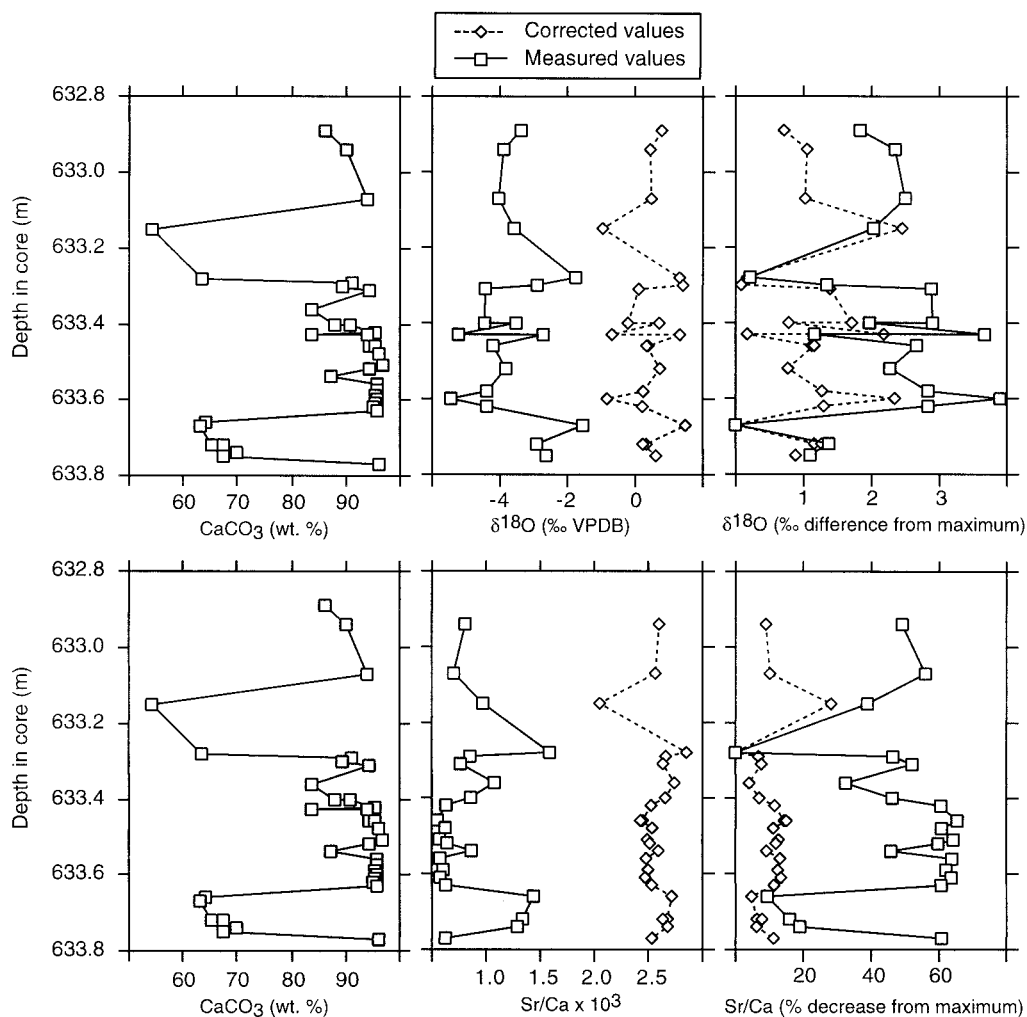 Corrected values
Measured values
Depth in core (m)
632.8
633.0
633.2
633.4
633.6
633.8
60 70 80 90
CaCO3 (wt. %)
-4 -2 0
δ18O (‰ VPDB)
1 2 3
δ18O (‰ difference from maximum)
Depth in core (m)
632.8
633.0
633.2
633.4
633.6
633.8
60 70 80 90
CaCO3 (wt. %)
1.0 1.5 2.0 2.5
Sr/Ca x 10³
20 40 60
Sr/Ca (% decrease from maximum)